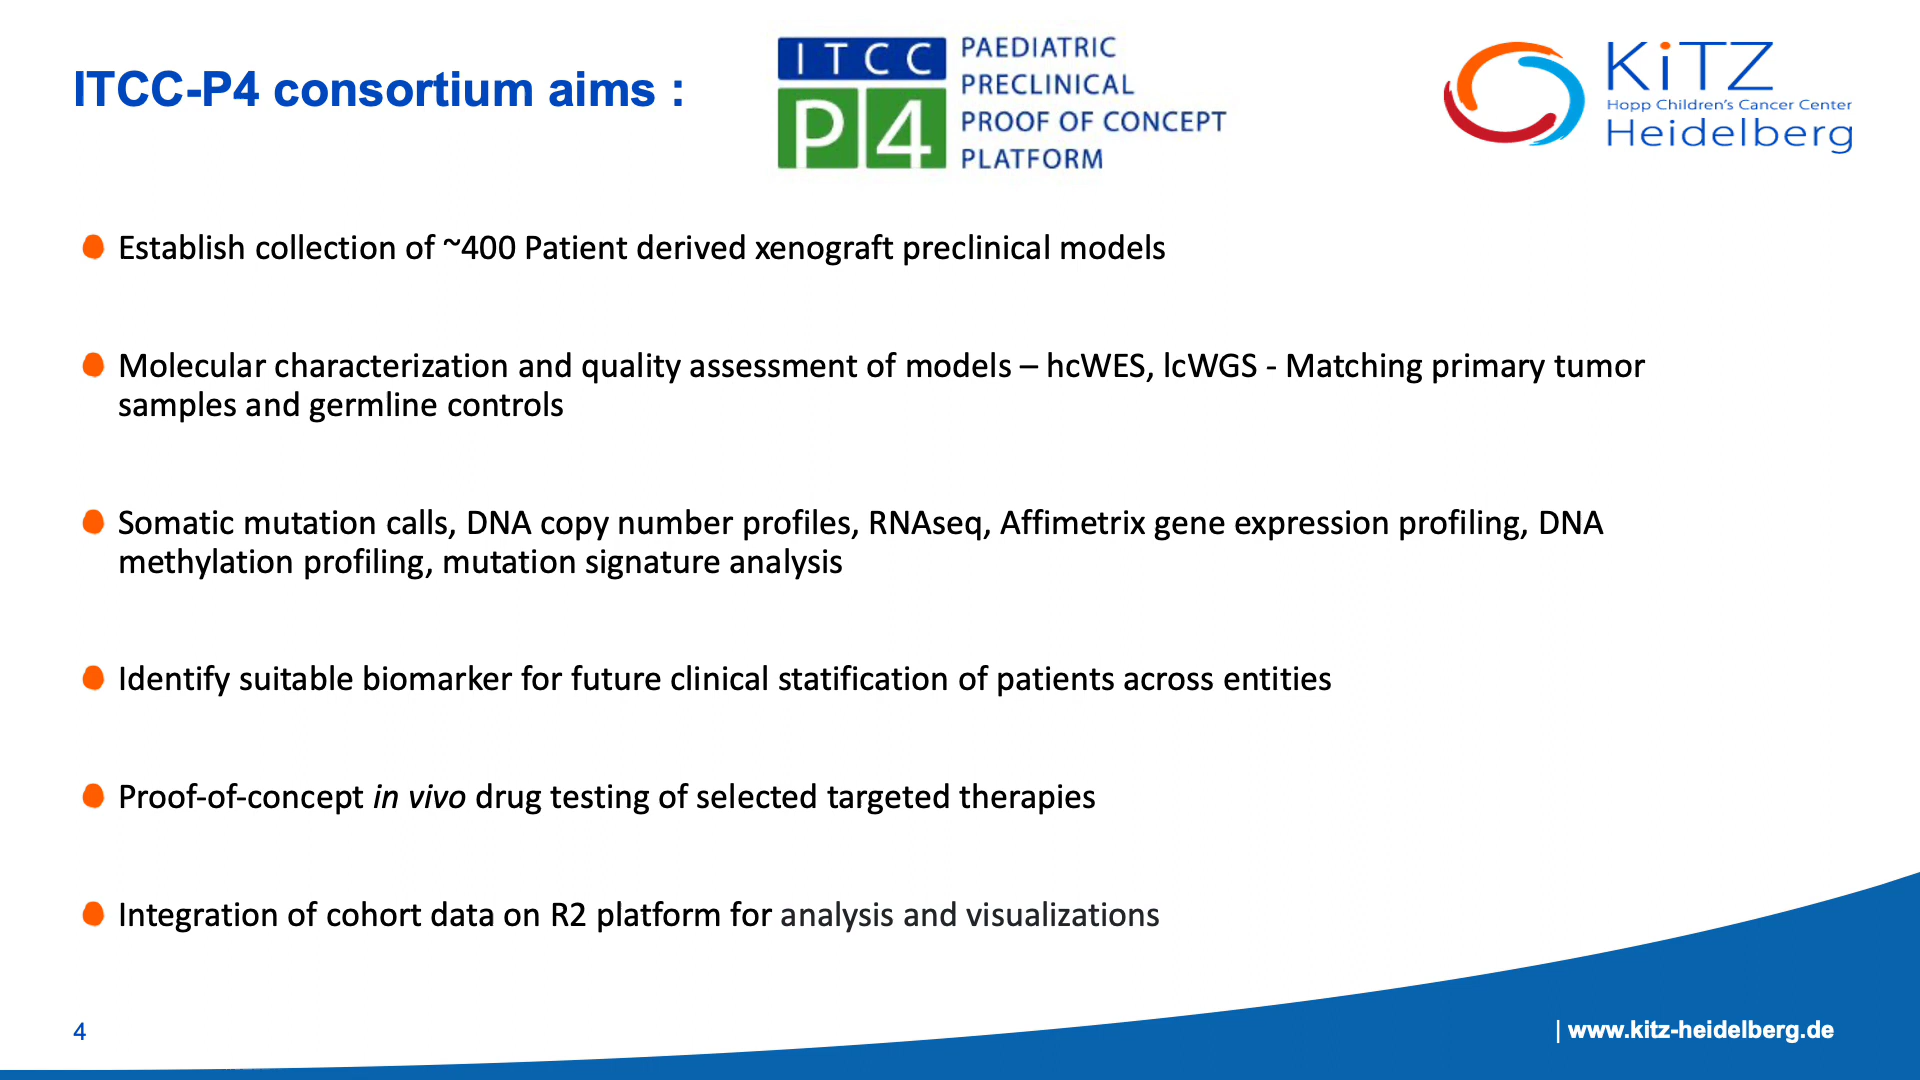 ITCC-P4 consortium aims :
ITCC
P4
PAEDIATRIC
PRECLINICAL
PROOF OF CONCEPT
PLATFORM
KiTZ
Hopp Children's Cancer Center
Heidelberg
Establish collection of ~400 Patient derived xenograft preclinical models
Molecular characterization and quality assessment of models – hcWES, lcWGS - Matching primary tumor
samples and germline controls
Somatic mutation calls, DNA copy number profiles, RNAseq, Affimetrix gene expression profiling, DNA
methylation profiling, mutation signature analysis
Identify suitable biomarker for future clinical statification of patients across entities
Proof-of-concept in vivo drug testing of selected targeted therapies
Integration of cohort data on R2 platform for analysis and visualizations
4
| www.kitz-heidelberg.de